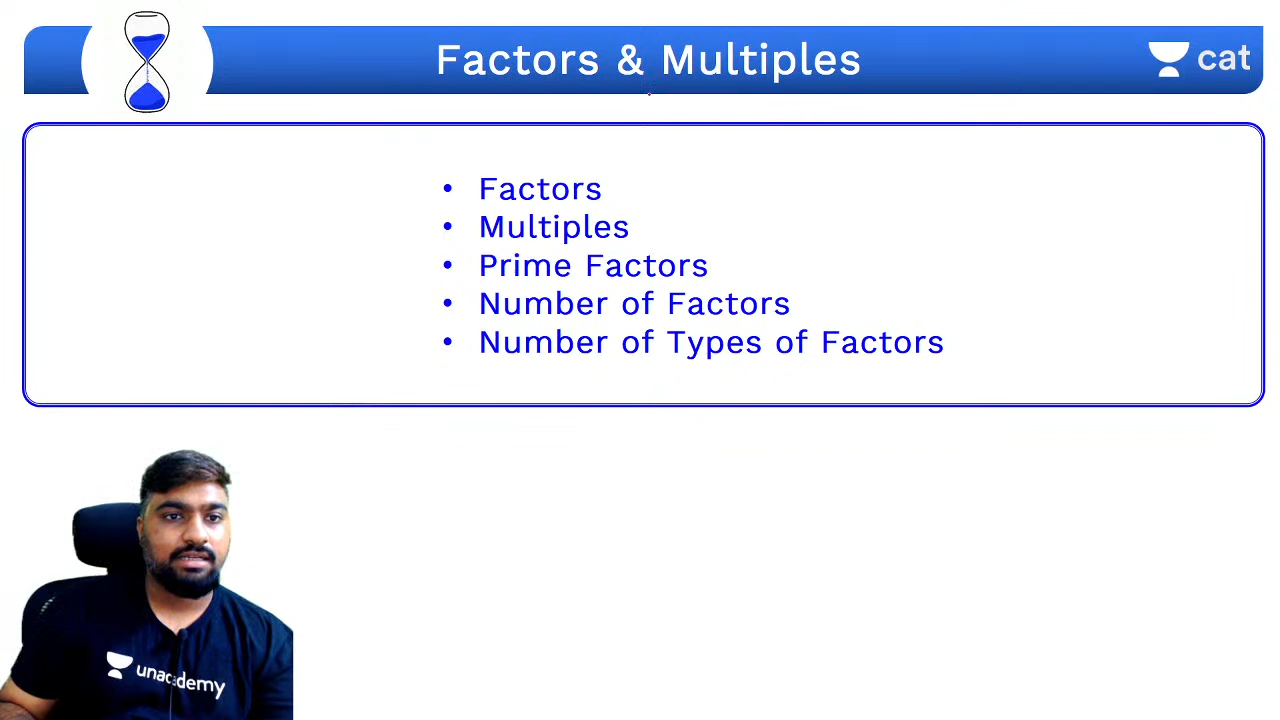 Factors & Multiples
cat
• Factors
• Multiples
• Prime Factors
• Number of Factors
• Number of Types of Factors
unacademy